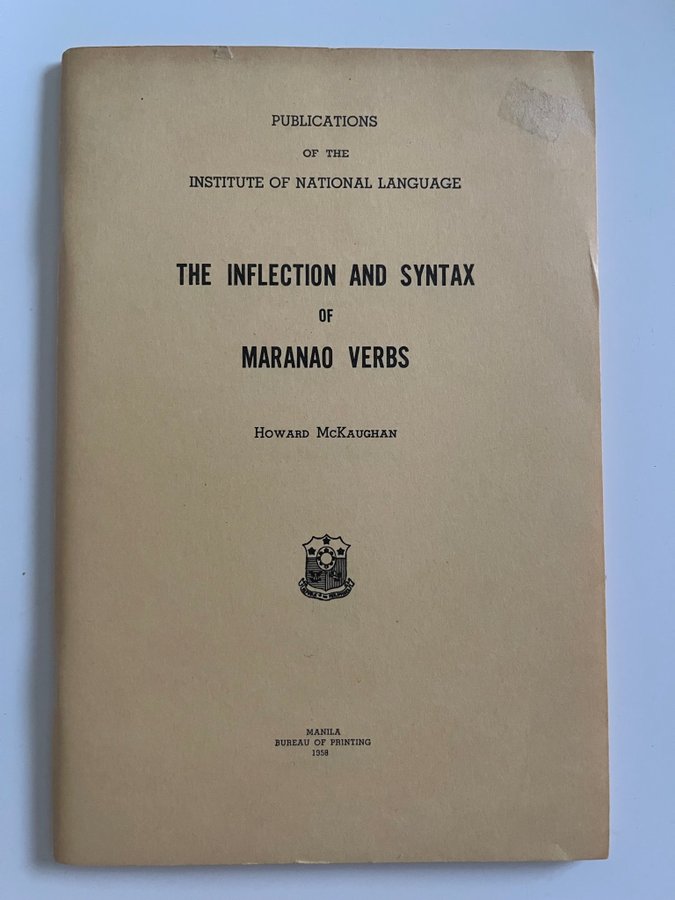 PUBLICATIONS
OF THE
INSTITUTE OF NATIONAL LANGUAGE
THE INFLECTION AND SYNTAX
OF
MARANAO VERBS
HOWARD MCKAUGHAN
MANILA
BUREAU OF PRINTING
1958